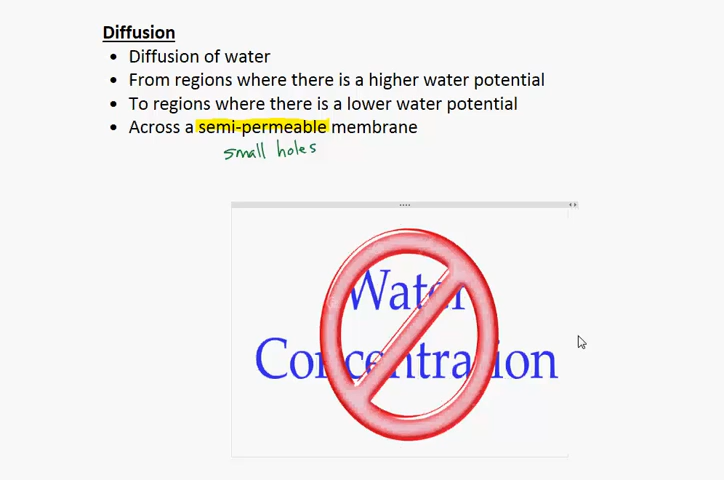 Diffusion
• Diffusion of water
• From regions where there is a higher water potential
• To regions where there is a lower water potential
• Across a semi-permeable membrane
small holes
Water
Concentration